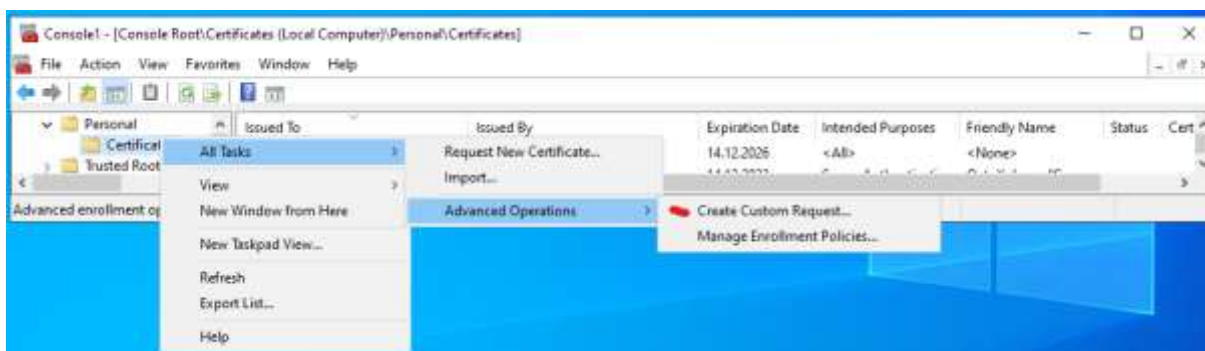 Console1 - [Console Root\Certificates (Local Computer)\Personal\Certificates]
File Action View Favorites Window Help
Personal
Issued To Issued By Expiration Date Intended Purposes Friendly Name Status Cert
Certificat
All Tasks Request New Certificate... 14.12.2026 <All> <None>
Trusted Root
View Import...
Advanced enrollment op
New Window from Here Advanced Operations Create Custom Request...
New Taskpad View... Manage Enrollment Policies...
Refresh
Export List...
Help